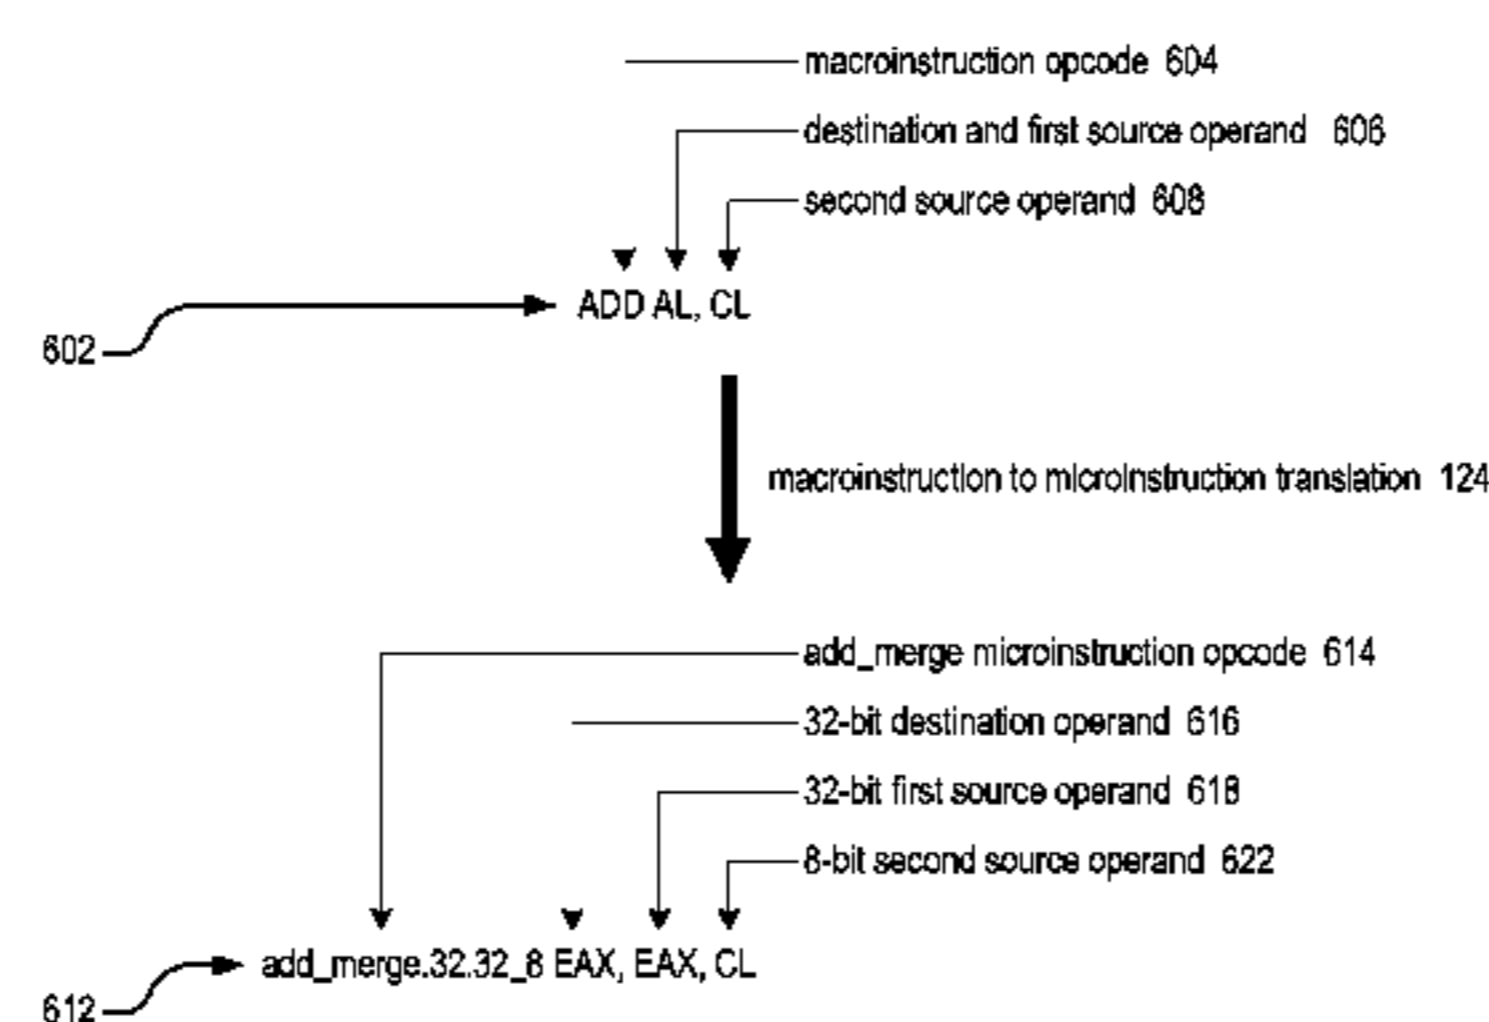 macroinstruction opcode 604
destination and first source operand 606
second source operand 608
ADD AL, CL
602
macroinstruction to microinstruction translation 124
add_merge microinstruction opcode 614
32-bit destination operand 616
32-bit first source operand 618
8-bit second source operand 622
add_merge.32.32_8 EAX, EAX, CL
612